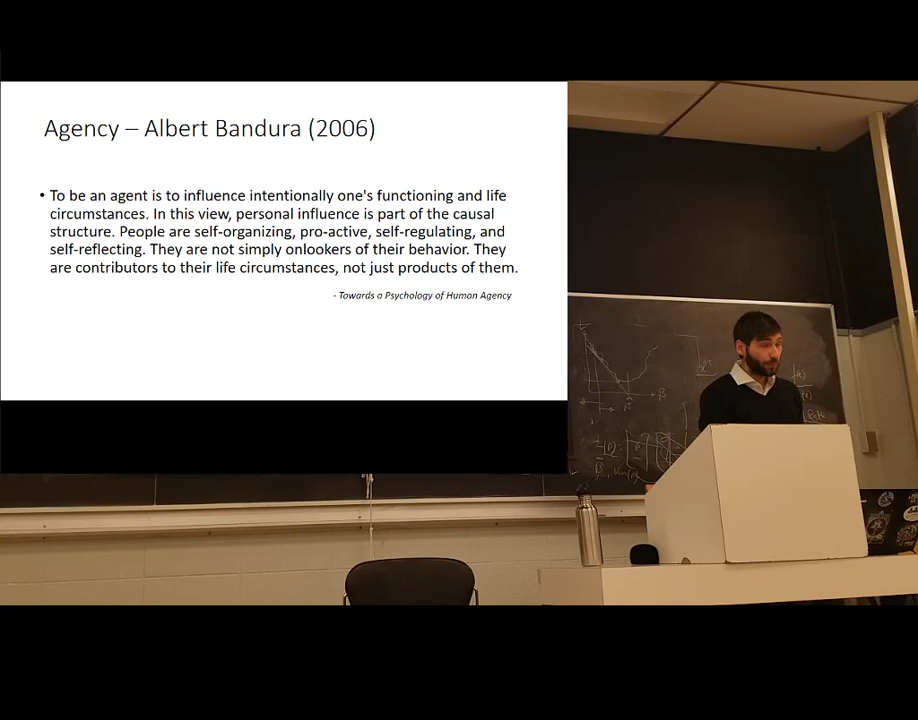 Agency – Albert Bandura (2006)
• To be an agent is to influence intentionally one's functioning and life
circumstances. In this view, personal influence is part of the causal
structure. People are self-organizing, pro-active, self-regulating, and
self-reflecting. They are not simply onlookers of their behavior. They
are contributors to their life circumstances, not just products of them.
- Towards a Psychology of Human Agency